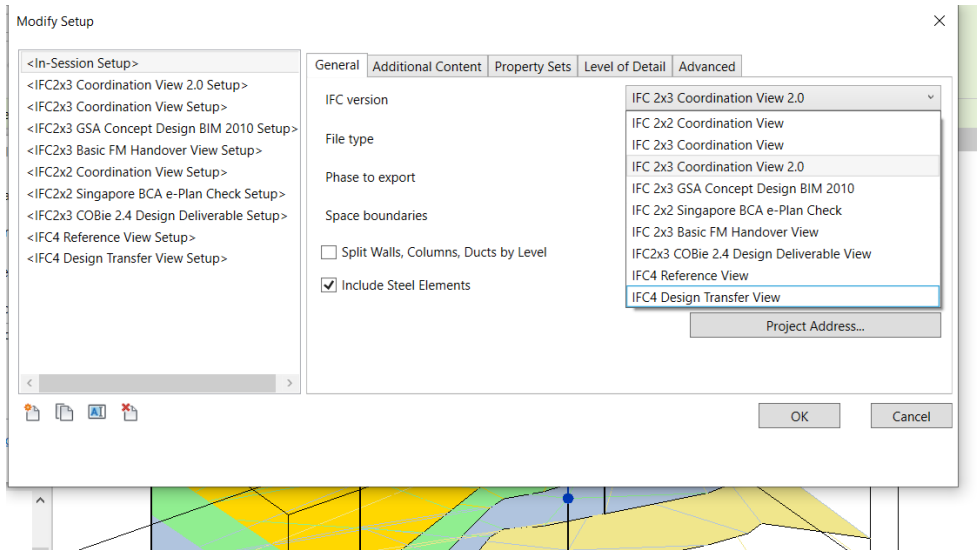 Modify Setup
<In-Session Setup>
<IFC2x3 Coordination View 2.0 Setup>
<IFC2x3 Coordination View Setup>
<IFC2x3 GSA Concept Design BIM 2010 Setup>
<IFC2x3 Basic FM Handover View Setup>
<IFC2x2 Coordination View Setup>
<IFC2x2 Singapore BCA e-Plan Check Setup>
<IFC2x3 COBie 2.4 Design Deliverable Setup>
<IFC4 Reference View Setup>
<IFC4 Design Transfer View Setup>
General Additional Content Property Sets Level of Detail Advanced
IFC version
IFC 2x3 Coordination View 2.0
File type
Phase to export
Space boundaries
Split Walls, Columns, Ducts by Level
Include Steel Elements
IFC 2x2 Coordination View
IFC 2x3 Coordination View
IFC 2x3 Coordination View 2.0
IFC 2x3 GSA Concept Design BIM 2010
IFC 2x2 Singapore BCA e-Plan Check
IFC 2x3 Basic FM Handover View
IFC2x3 COBie 2.4 Design Deliverable View
IFC4 Reference View
IFC4 Design Transfer View
Project Address...
AI
OK Cancel